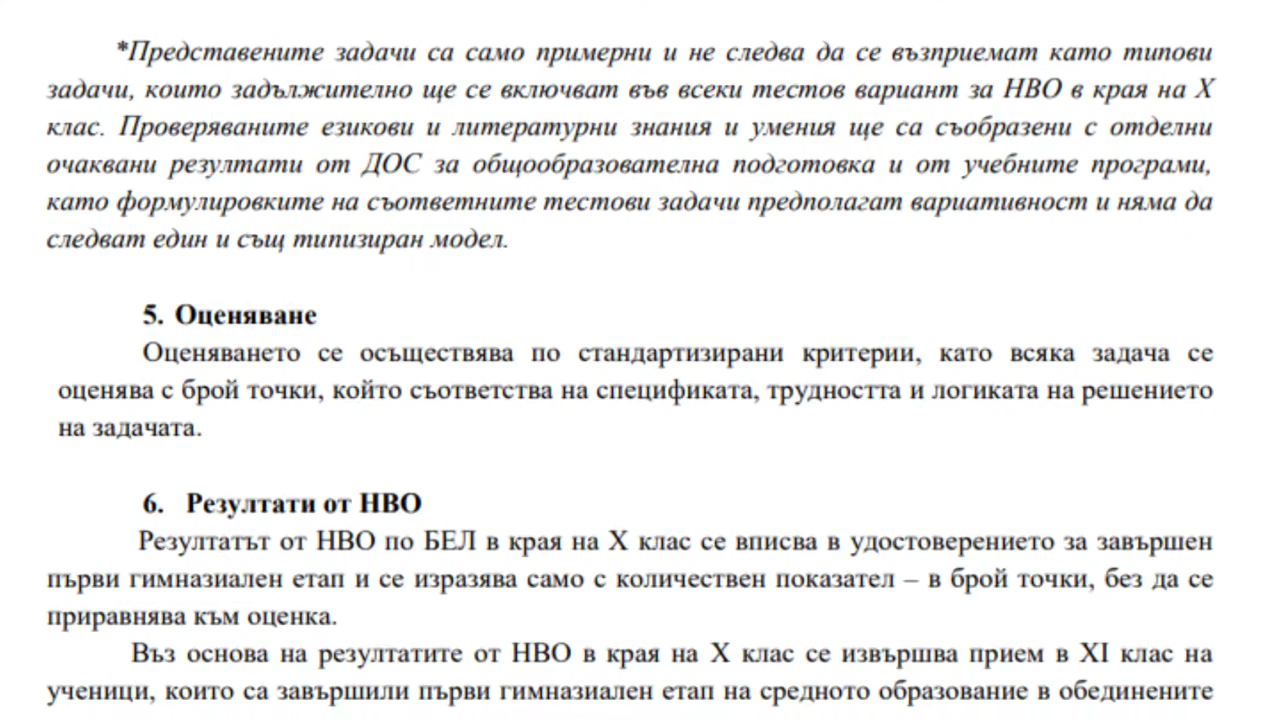 *Представените задачи са само примерни и не следва да се възприемат като типови
задачи, които задължително ще се включват във всеки тестов вариант за НВО в края на X
клас. Проверяваните езикови и литературни знания и умения ще са съобразени с отделни
очаквани резултати от ДОС за общообразователна подготовка и от учебните програми,
като формулировките на съответните тестови задачи предполагат вариативност и няма да
следват един и същ типизиран модел.
5. Оценяване
Оценяването се осъществява по стандартизирани критерии, като всяка задача се
оценява с брой точки, който съответства на спецификата, трудността и логиката на решението
на задачата.
6. Резултати от НВО
Резултатът от НВО по БЕЛ в края на X клас се вписва в удостоверението за завършен
първи гимназиален етап и се изразява само с количествен показател – в брой точки, без да се
приравнява към оценка.
Въз основа на резултатите от НВО в края на X клас се извършва прием в XI клас на
ученици, които са завършили първи гимназиален етап на средното образование в обединените